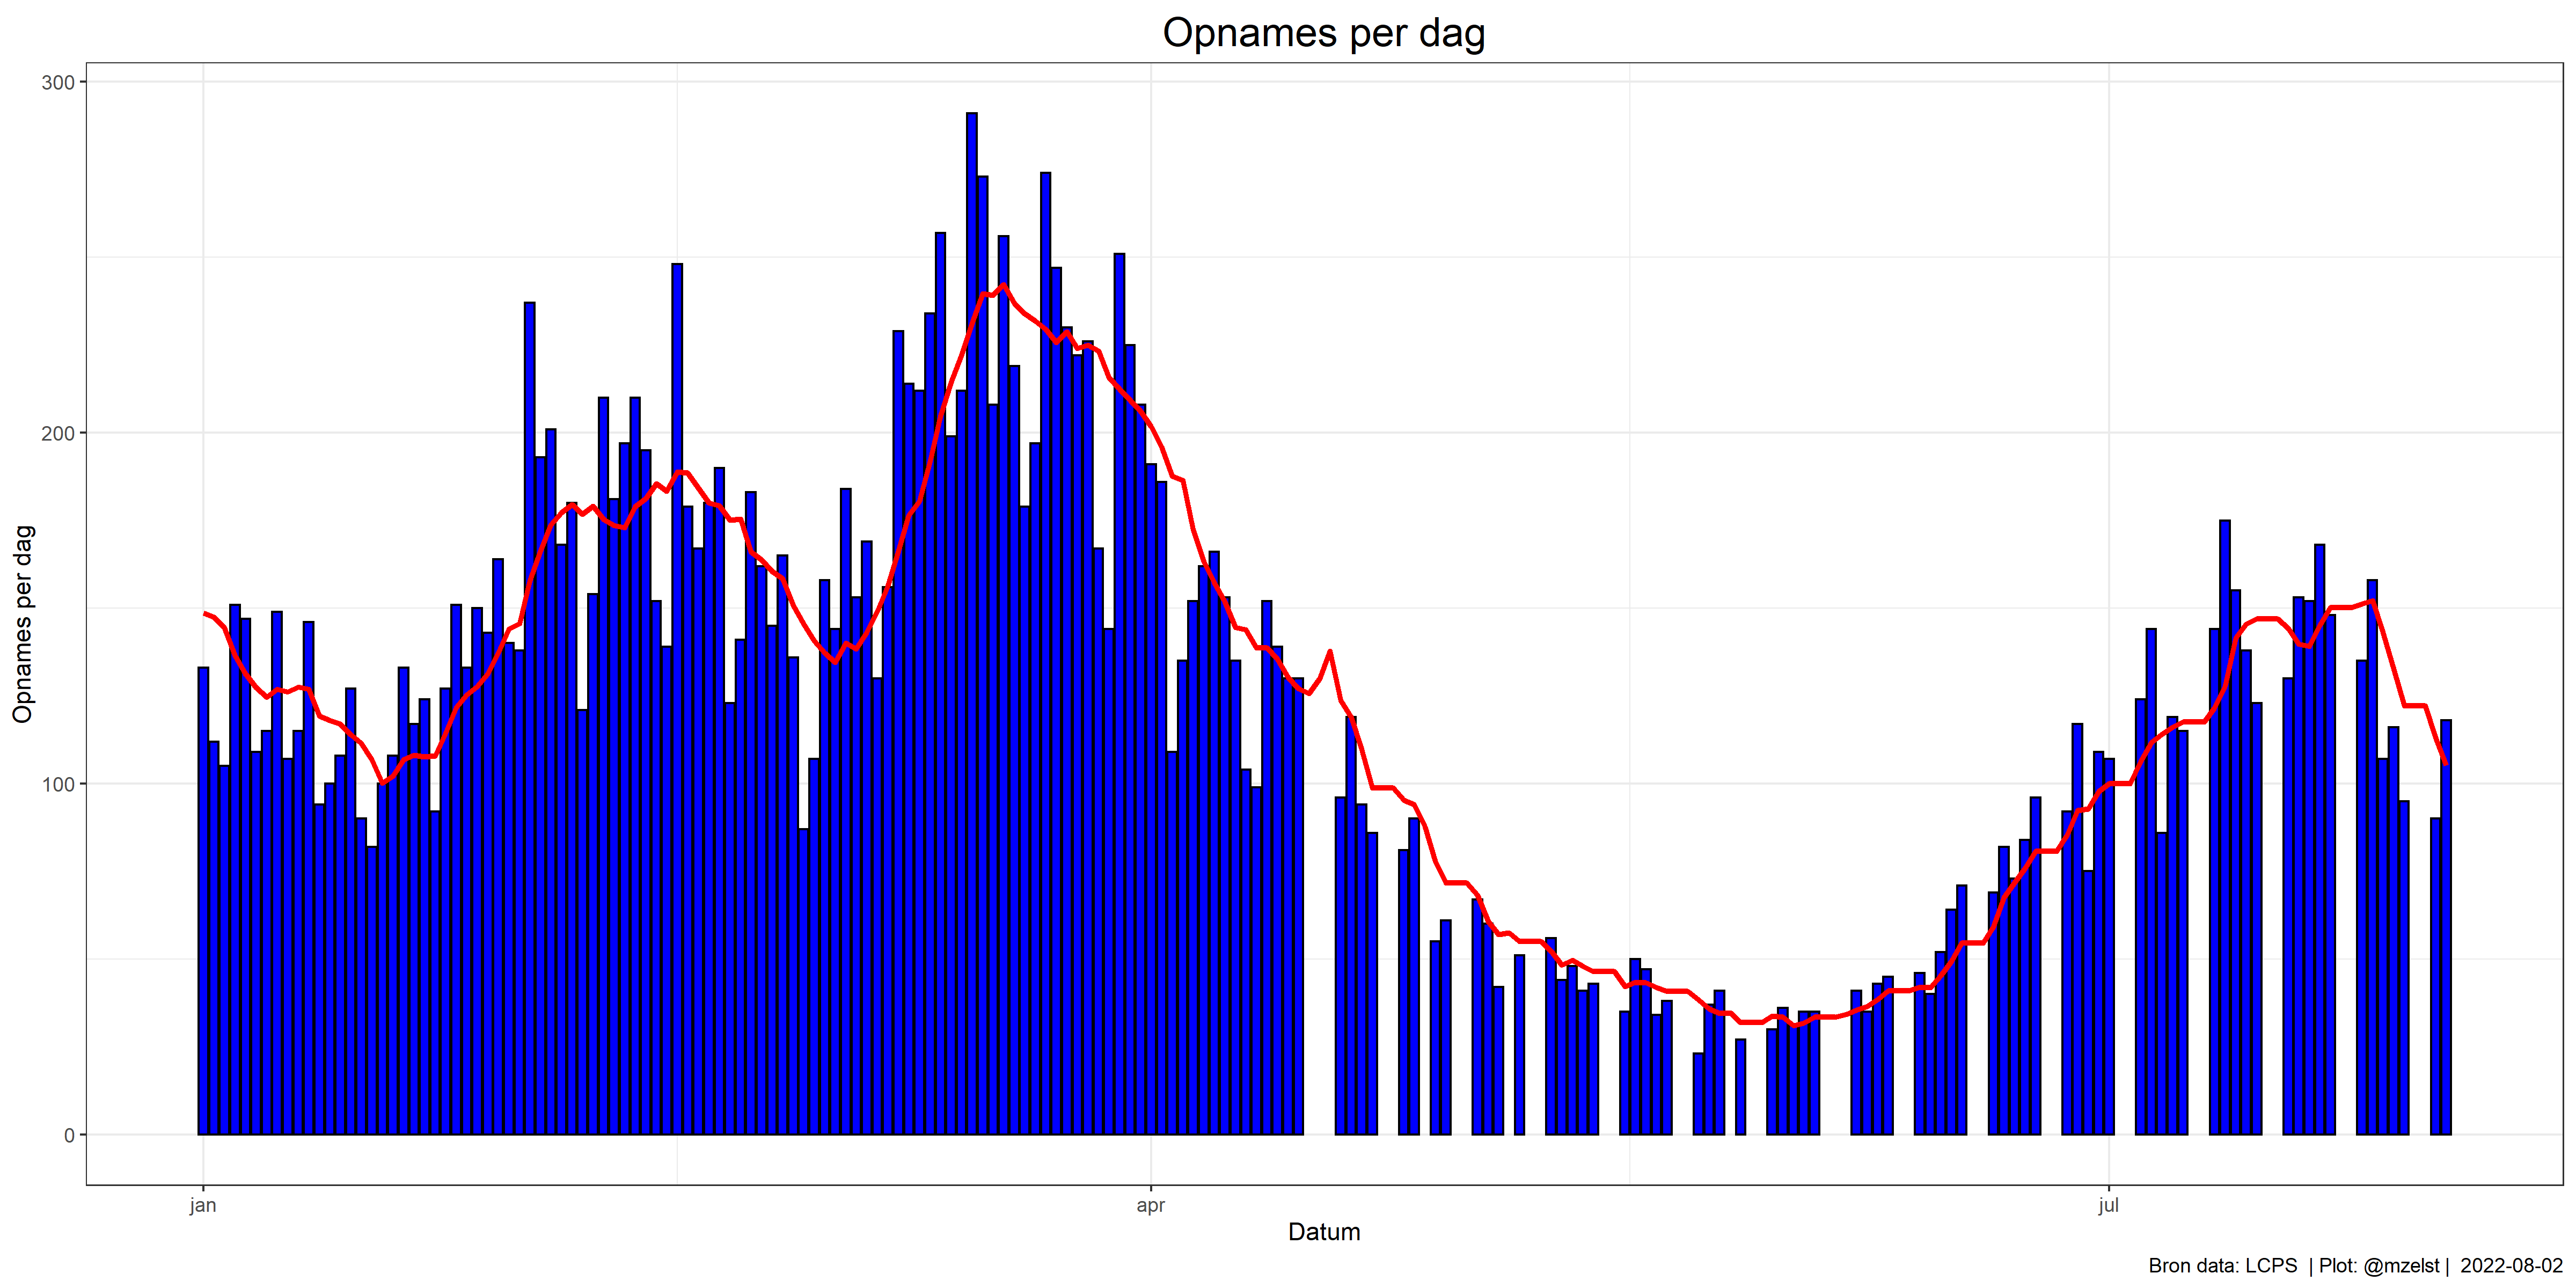 Opnames per dag
300
200
100
0
Opnames per dag
jan
apr
jul
Datum
Bron data: LCPS | Plot: @mzelst | 2022-08-02